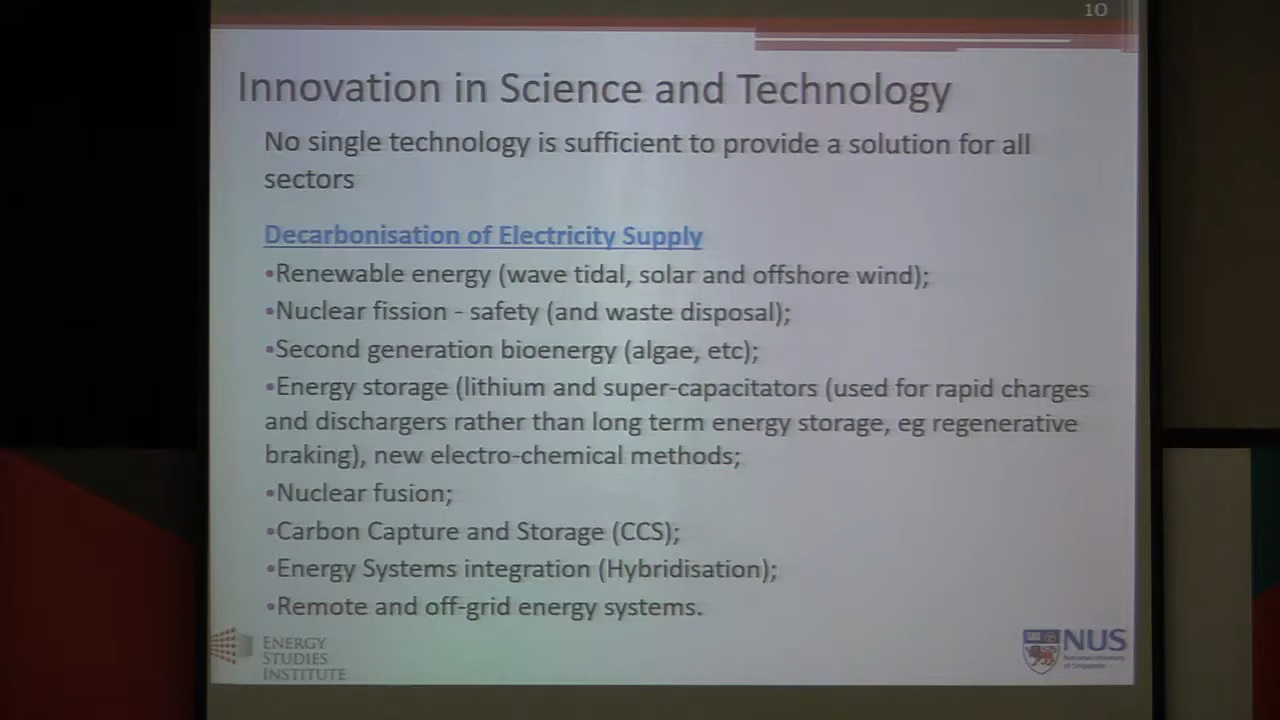 10
Innovation in Science and Technology
No single technology is sufficient to provide a solution for all
sectors
Decarbonisation of Electricity Supply
•Renewable energy (wave tidal, solar and offshore wind);
•Nuclear fission - safety (and waste disposal);
•Second generation bioenergy (algae, etc);
•Energy storage (lithium and super-capacitators (used for rapid charges
and dischargers rather than long term energy storage, eg regenerative
braking), new electro-chemical methods;
•Nuclear fusion;
•Carbon Capture and Storage (CCS);
•Energy Systems integration (Hybridisation);
•Remote and off-grid energy systems.
ENERGY
STUDIES
INSTITUTE
NUS
National University
of Singapore